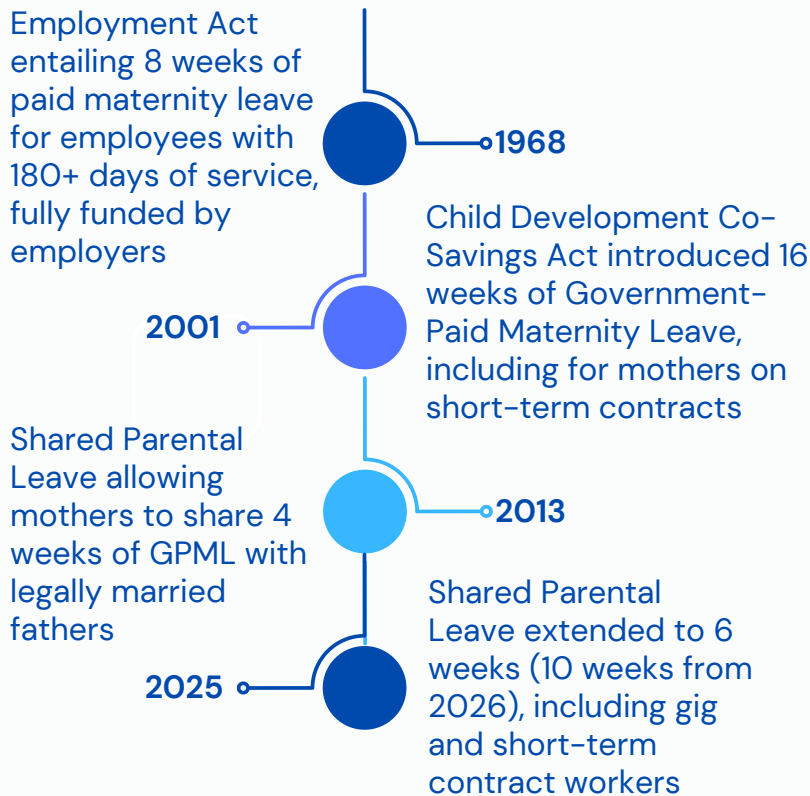 Employment Act
entailing 8 weeks of
paid maternity leave
for employees with
180+ days of service,
fully funded by
employers
1968
Child Development Co-
Savings Act introduced 16
weeks of Government-
Paid Maternity Leave,
including for mothers on
short-term contracts
2001
Shared Parental
Leave allowing
mothers to share 4
weeks of GPML with
legally married
fathers
2013
Shared Parental
Leave extended to 6
weeks (10 weeks from
2026), including gig
and short-term
contract workers
2025